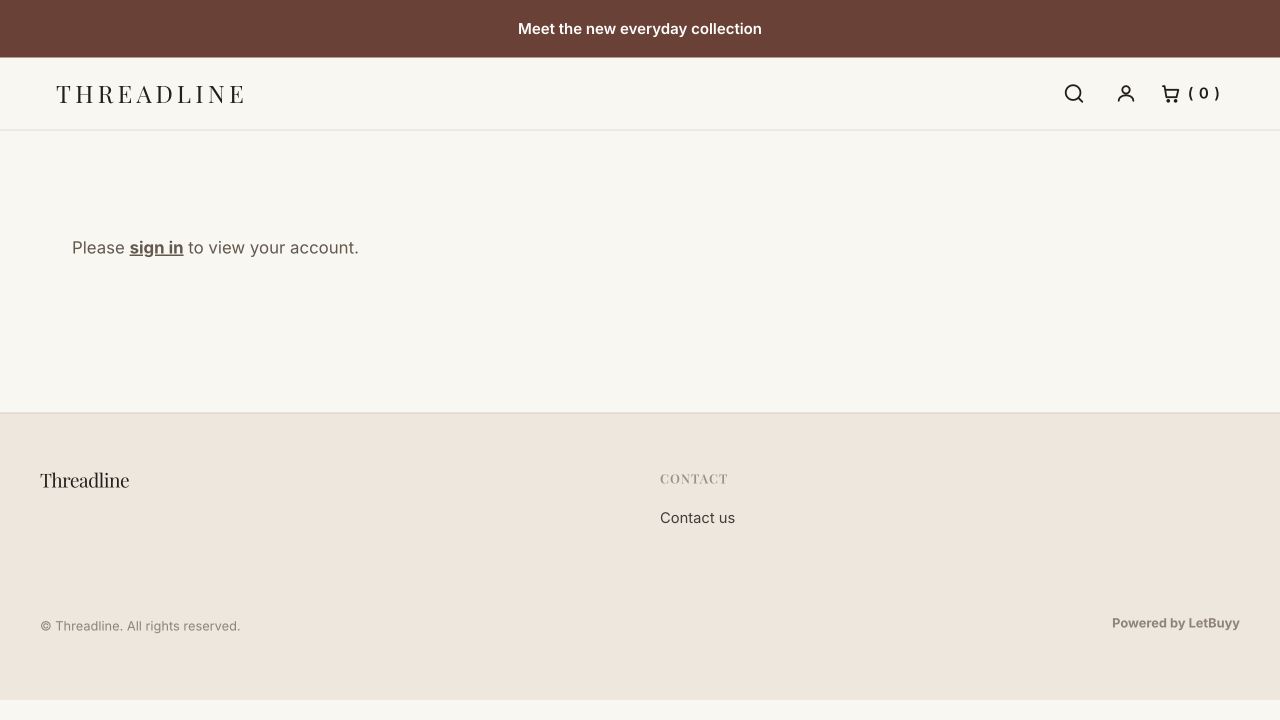 Meet the new everyday collection
THREADLINE
( 0 )
Please sign in to view your account.
Threadline
CONTACT
Contact us
© Threadline. All rights reserved.
Powered by LetBuyy